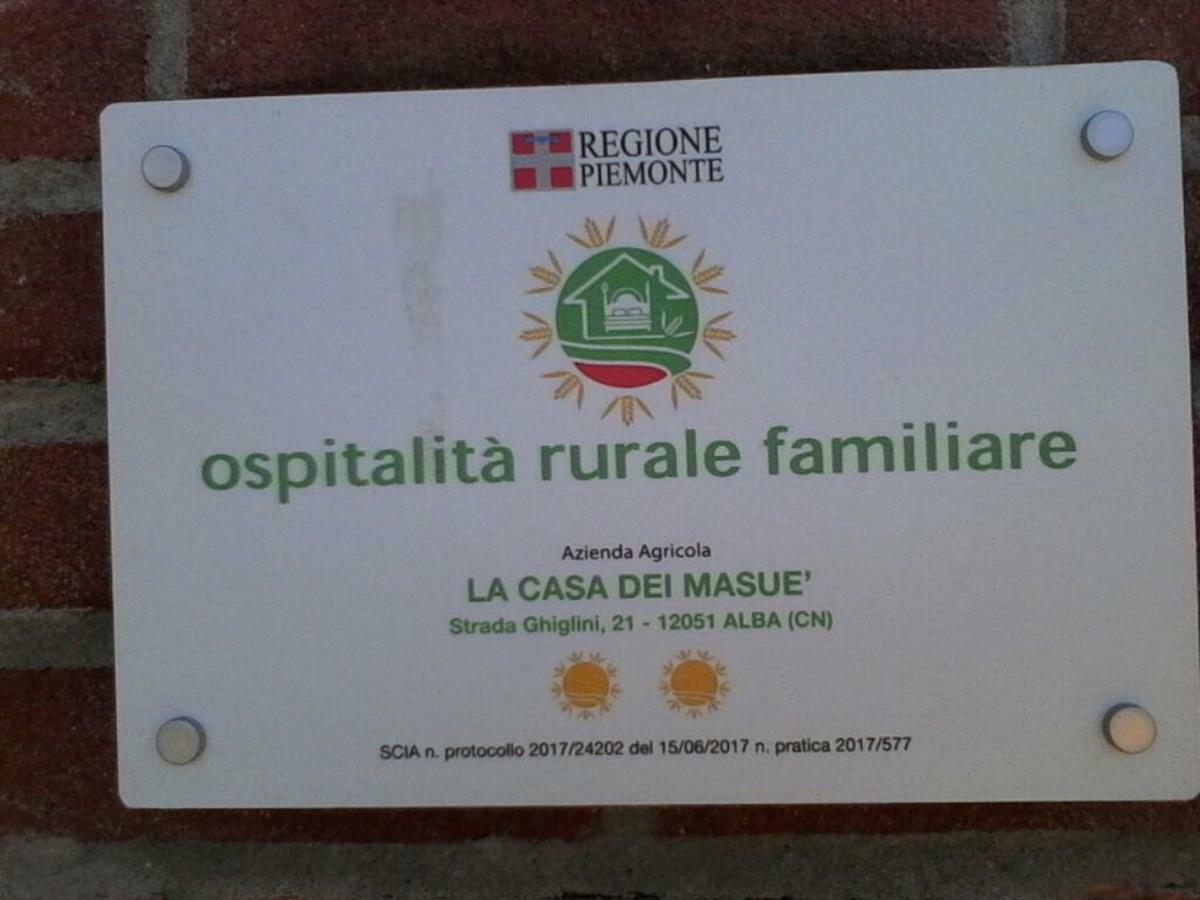 REGIONE
PIEMONTE
ospitalità rurale familiare
Azienda Agricola
LA CASA DEI MASUE'
Strada Ghiglini, 21 - 12051 ALBA (CN)
SCIA n. protocollo 2017/24202 del 15/06/2017 n. pratica 2017/577